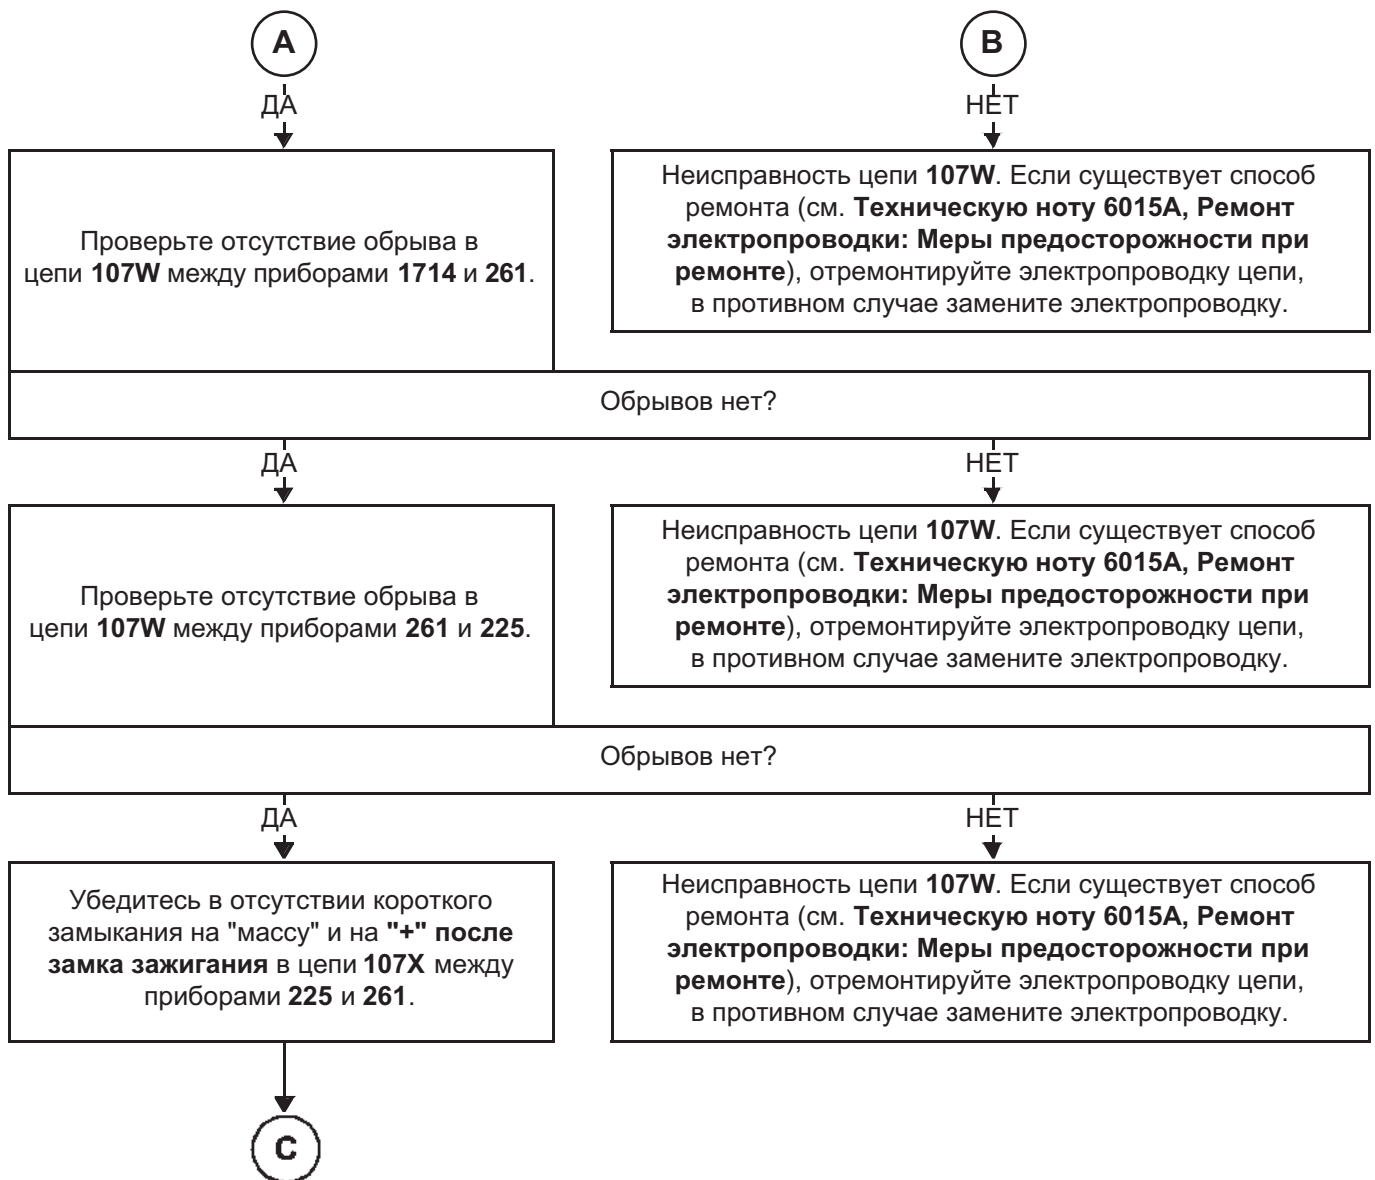 A
B
ДА
НЕТ
Проверьте отсутствие обрыва в
цепи 107W между приборами 1714 и 261.
Неисправность цепи 107W. Если существует способ
ремонта (см. Техническую ноту 6015A, Ремонт
электропроводки: Меры предосторожности при
ремонте), отремонтируйте электропроводку цепи,
в противном случае замените электропроводку.
Обрывов нет?
ДА
НЕТ
Проверьте отсутствие обрыва в
цепи 107W между приборами 261 и 225.
Неисправность цепи 107W. Если существует способ
ремонта (см. Техническую ноту 6015A, Ремонт
электропроводки: Меры предосторожности при
ремонте), отремонтируйте электропроводку цепи,
в противном случае замените электропроводку.
Обрывов нет?
ДА
НЕТ
Убедитесь в отсутствии короткого
замыкания на "массу" и на "+" после
замка зажигания в цепи 107X между
приборами 225 и 261.
Неисправность цепи 107W. Если существует способ
ремонта (см. Техническую ноту 6015A, Ремонт
электропроводки: Меры предосторожности при
ремонте), отремонтируйте электропроводку цепи,
в противном случае замените электропроводку.
C